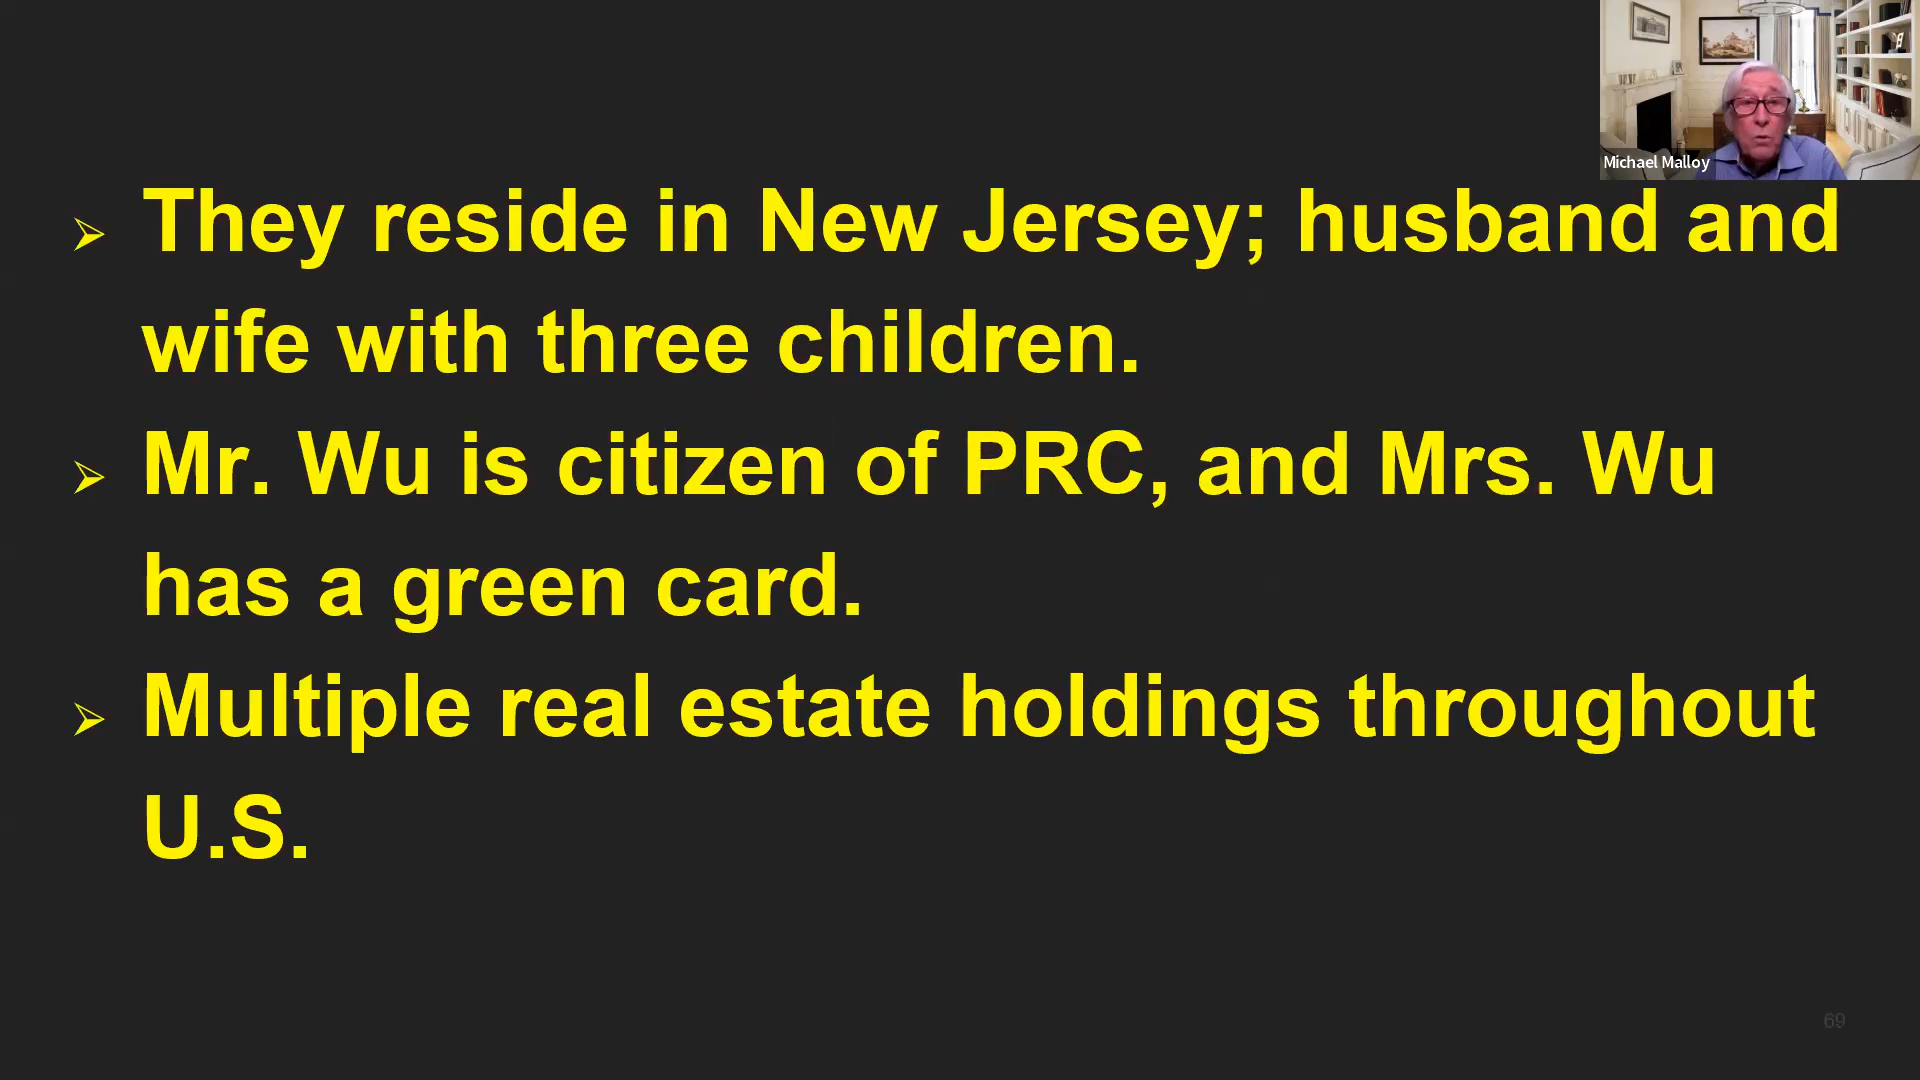 Michael Malloy
➢ They reside in New Jersey; husband and
wife with three children.
➢ Mr. Wu is citizen of PRC, and Mrs. Wu
has a green card.
➢ Multiple real estate holdings throughout
U.S.
69